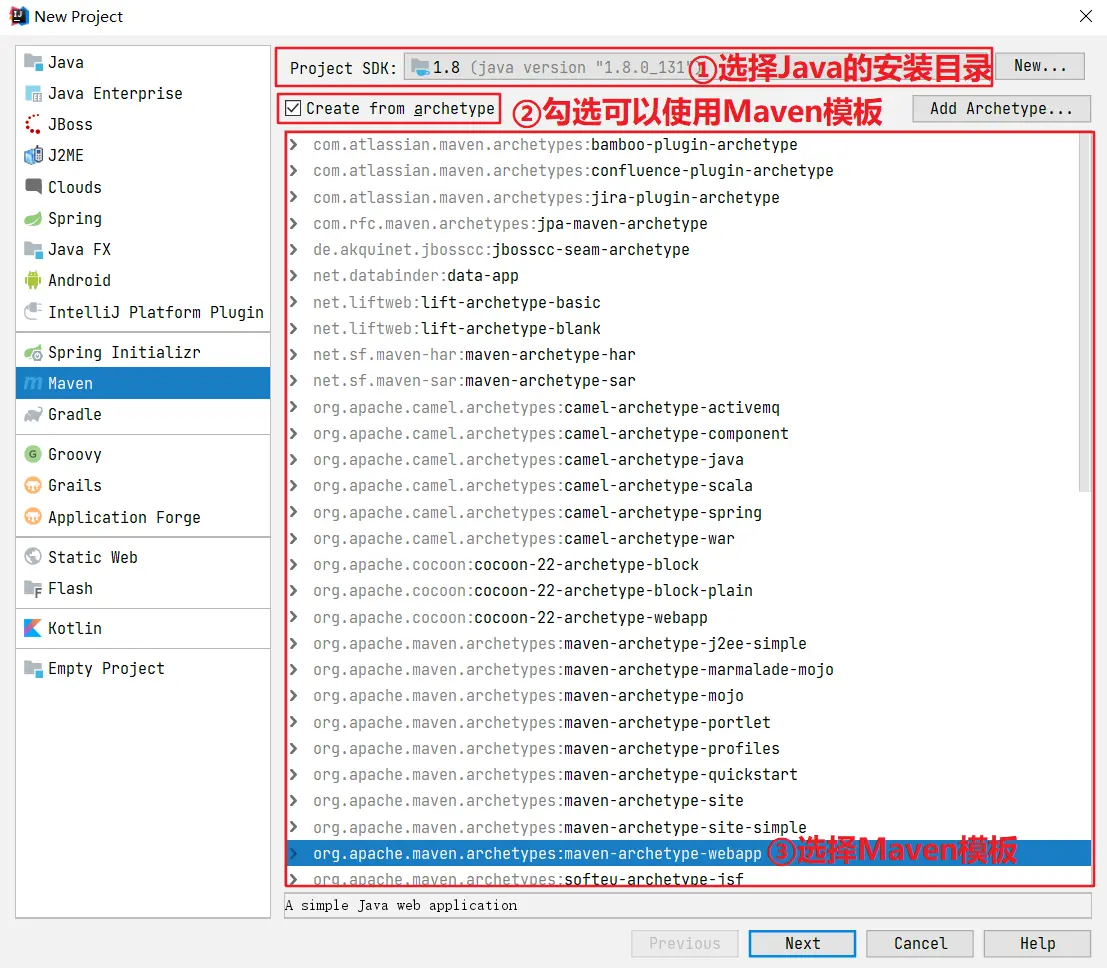 New Project
Java
Java Enterprise
JBoss
J2ME
Clouds
Spring
Java FX
Android
IntelliJ Platform Plugin
Spring Initializr
Maven
Gradle
Groovy
Grails
Application Forge
Static Web
Flash
Kotlin
Empty Project
Project SDK: 1.8 (java version "1.8.0_131" ①选择Java的安装目录 New...
Create from archetype ②勾选可以使用Maven模板 Add Archetype...
com.atlassian.maven.archetypes:bamboo-plugin-archetype
com.atlassian.maven.archetypes:confluence-plugin-archetype
com.atlassian.maven.archetypes:jira-plugin-archetype
com.rfc.maven.archetypes:jpa-maven-archetype
de.akquinet.jbosscc:jbosscc-seam-archetype
net.databinder:data-app
net.liftweb:lift-archetype-basic
net.liftweb:lift-archetype-blank
net.sf.maven-har:maven-archetype-har
net.sf.maven-sar:maven-archetype-sar
org.apache.camel.archetypes:camel-archetype-activemq
org.apache.camel.archetypes:camel-archetype-component
org.apache.camel.archetypes:camel-archetype-java
org.apache.camel.archetypes:camel-archetype-scala
org.apache.camel.archetypes:camel-archetype-spring
org.apache.camel.archetypes:camel-archetype-war
org.apache.cocoon:cocoon-22-archetype-block
org.apache.cocoon:cocoon-22-archetype-block-plain
org.apache.cocoon:cocoon-22-archetype-webapp
org.apache.maven.archetypes:maven-archetype-j2ee-simple
org.apache.maven.archetypes:maven-archetype-marmalade-mojo
org.apache.maven.archetypes:maven-archetype-mojo
org.apache.maven.archetypes:maven-archetype-portlet
org.apache.maven.archetypes:maven-archetype-profiles
org.apache.maven.archetypes:maven-archetype-quickstart
org.apache.maven.archetypes:maven-archetype-site
org.apache.maven.archetypes:maven-archetype-site-simple
org.apache.maven.archetypes:maven-archetype-webapp ③选择Maven模板
org.apache.maven.archetypes:softeu-archetype-jsf
A simple Java web application
Previous Next Cancel Help